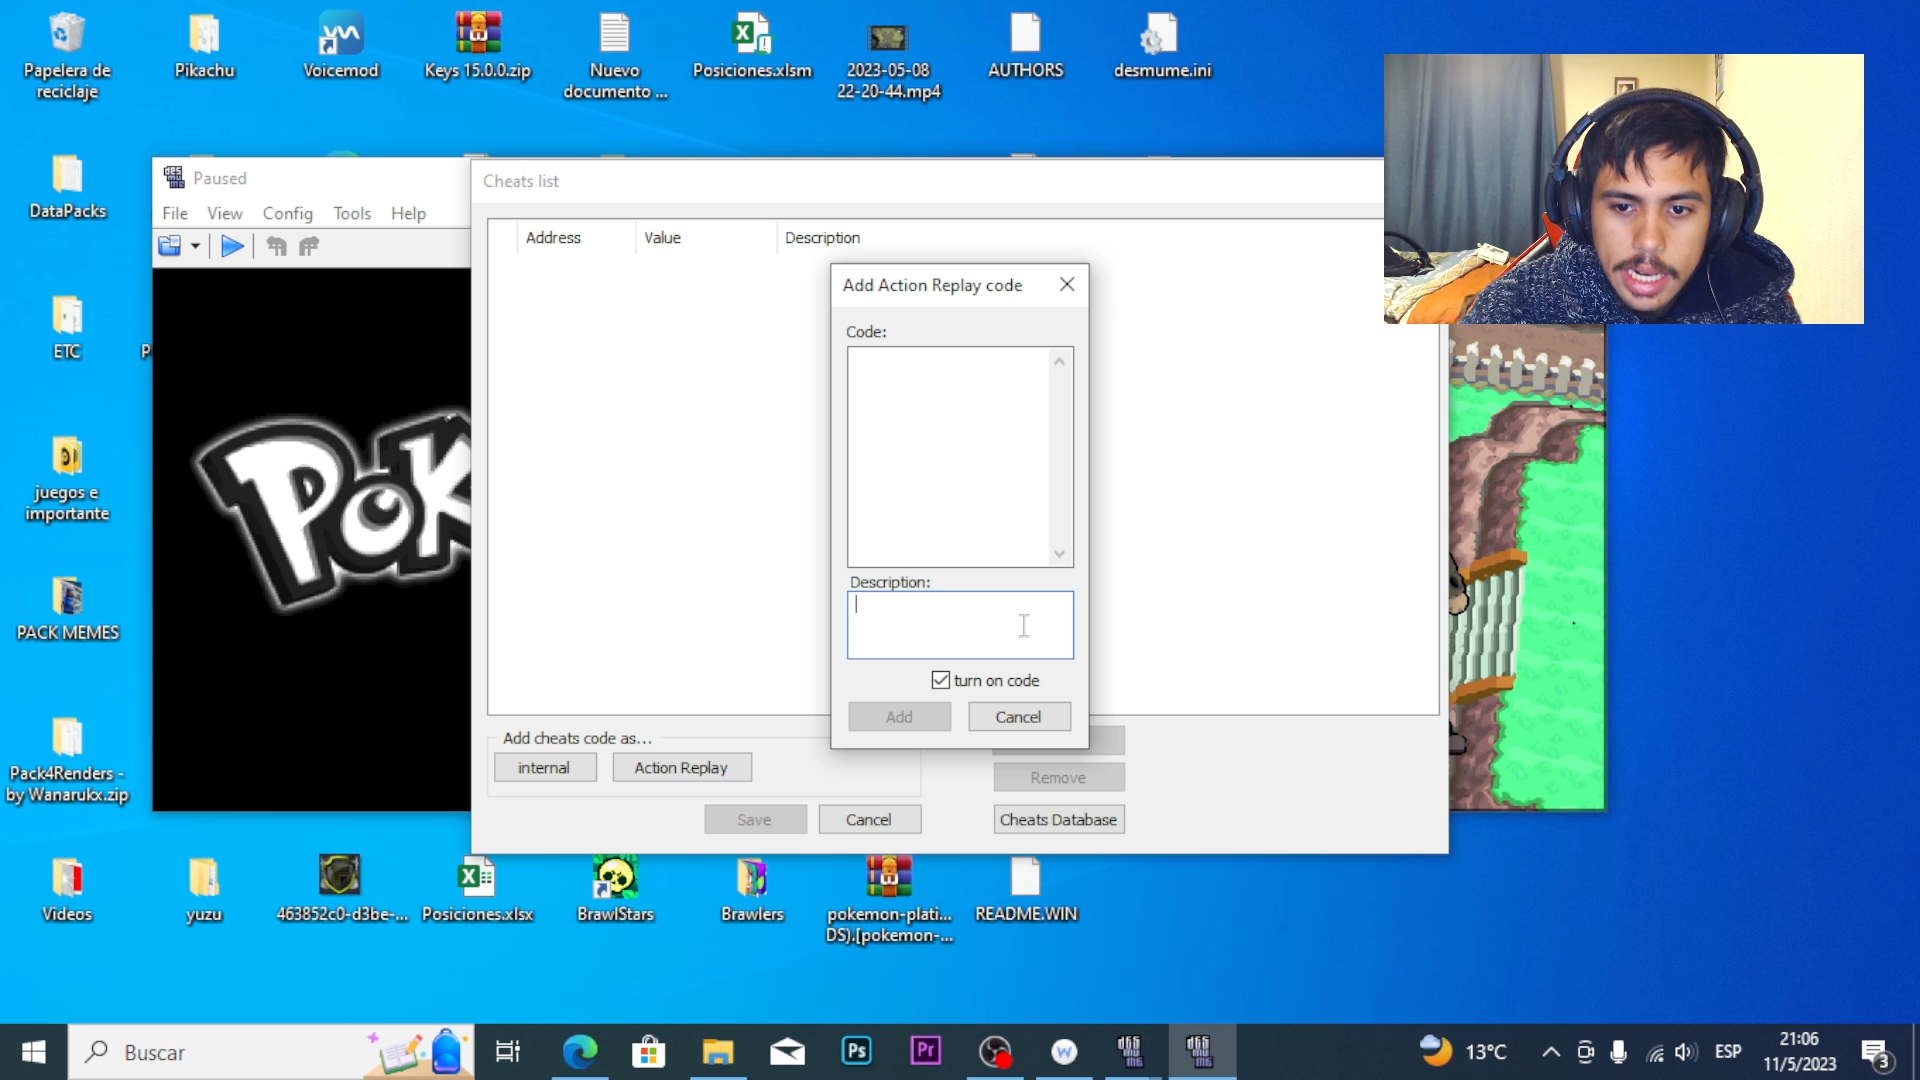 Papelera de
reciclaje
Pikachu
Voicemod
Keys 15.0.0.zip
Nuevo
documento ...
Posiciones.xlsm
2023-05-08
22-20-44.mp4
AUTHORS
desmume.ini
DataPacks
ETC
P
juegos e
importante
PACK MEMES
Pack4Renders -
by Wanarukx.zip
Paused
File View Config Tools Help
POK
Cheats list
Address Value Description
Add Action Replay code
Code:
Description:
turn on code
Add Cancel
Add cheats code as...
internal Action Replay
Save Cancel
Remove
Cheats Database
Videos
yuzu
463852c0-d3be-...
Posiciones.xlsx
BrawlStars
Brawlers
pokemon-plati...
DS).[pokemon-...
README.WIN
Buscar
Ps
Pr
W
13°C
ESP
21:06
11/5/2023
3